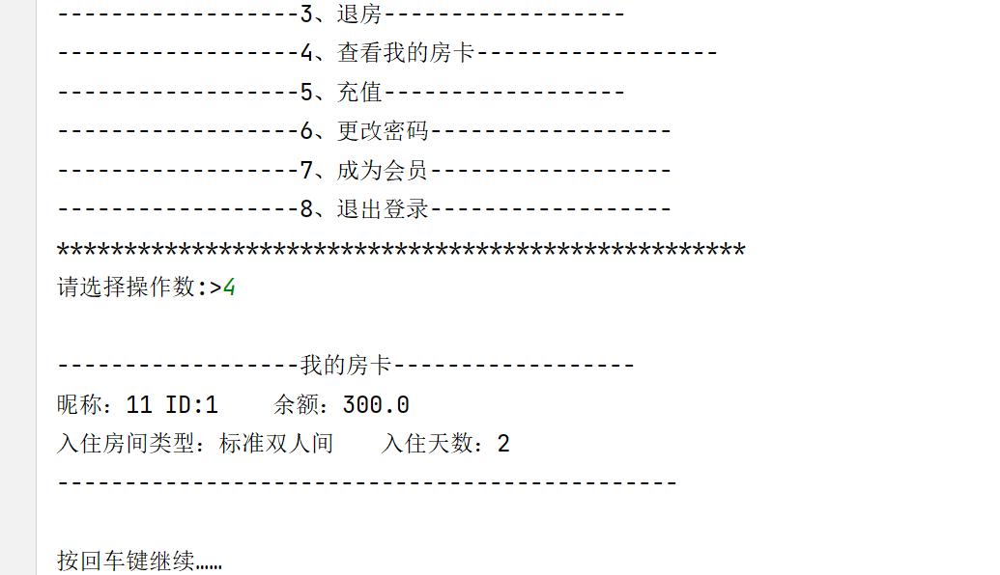 ------------------3、退房------------------
------------------4、查看我的房卡------------------
------------------5、充值------------------
------------------6、更改密码------------------
------------------7、成为会员------------------
------------------8、退出登录------------------
***************************************************
请选择操作数:>4
------------------我的房卡------------------
昵称：11 ID:1    余额：300.0
入住房间类型：标准双人间    入住天数：2
----------------------------------------------
按回车键继续……